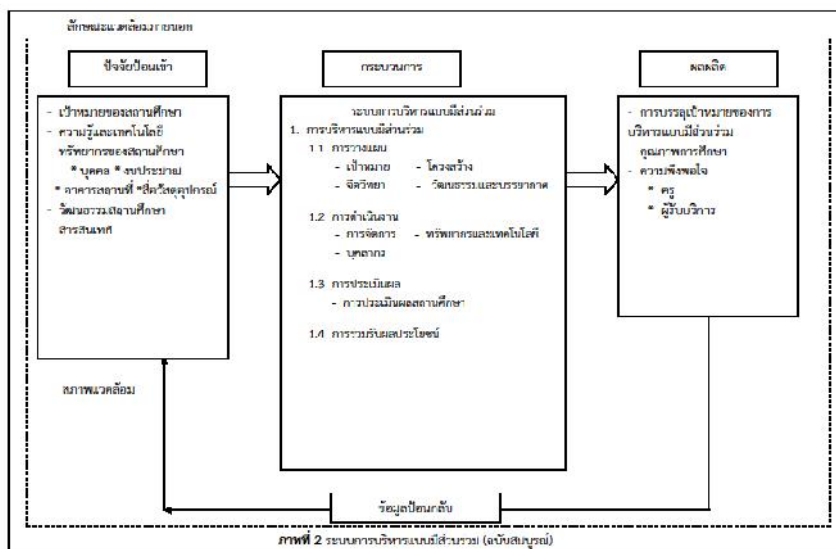 ลักษณะแวดล้อมภายนอก
ปัจจัยป้อนเข้า
- เป้าหมายของสถานศึกษา
- ความรู้และเทคโนโลยี
ทรัพยากรของสถานศึกษา
* บุคคล * งบประมาณ
* อาคารสถานที่ *สื่อวัสดุอุปกรณ์
- วัฒนธรรมสถานศึกษา
สารสนเทศ
กระบวนการ
ระบบการบริหารแบบมีส่วนร่วม
1. การบริหารแบบมีส่วนร่วม
1.1 การวางแผน
- เป้าหมาย - โครงสร้าง
- จิตวิทยา - วัฒนธรรมและบรรยากาศ
1.2 การดำเนินงาน
- การจัดการ - ทรัพยากรและเทคโนโลยี
- บุคลากร
1.3 การประเมินผล
- การประเมินผลสถานศึกษา
1.4 การร่วมรับผลประโยชน์
ผลผลิต
- การบรรลุเป้าหมายของการ
บริหารแบบมีส่วนร่วม
คุณภาพการศึกษา
- ความพึงพอใจ
* ครู
* ผู้รับบริการ
สภาพแวดล้อม
ข้อมูลป้อนกลับ
ภาพที่ 2 ระบบการบริหารแบบมีส่วนร่วม (ฉบับสมบูรณ์)